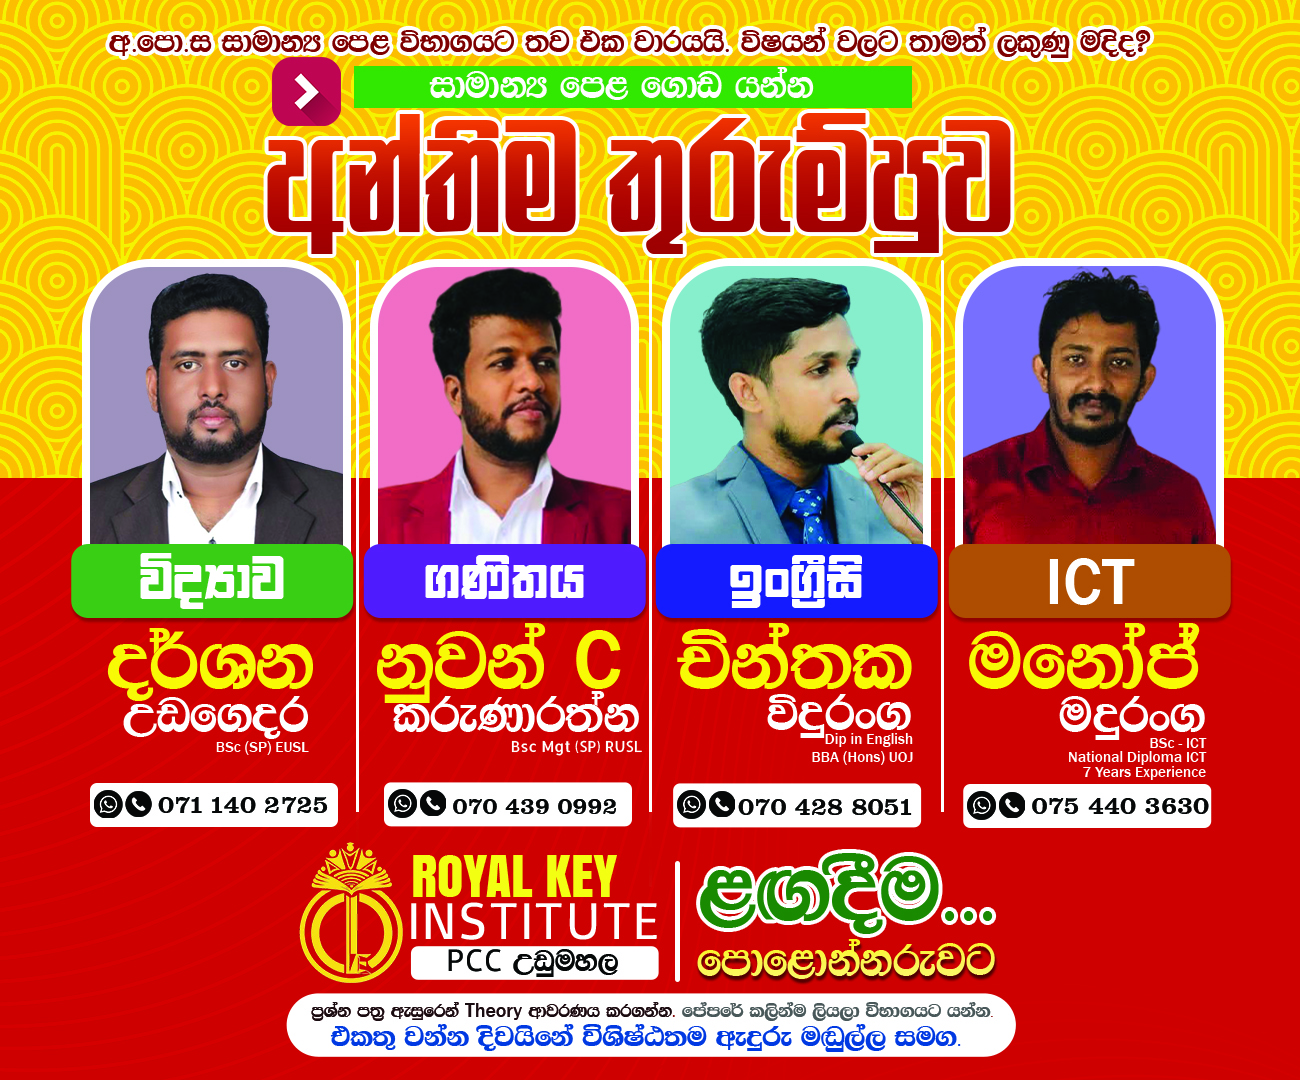 අ.පො.ස සාමාන්‍ය පෙළ විභාගයට තව එක වාරයයි. විෂයන් වලට තාමත් ලකුණු මදිද?
සාමාන්‍ය පෙළ ගොඩ යන්න
අන්තිම තුරුම්පුව
විද්‍යාව
දර්ශන
උඩගෙදර
BSc (SP) EUSL
071 140 2725
ගණිතය
නුවන් C
කරුණාරත්න
Bsc Mgt (SP) RUSL
070 439 0992
ඉංග්‍රීසි
චින්තක
විදුරංග
Dip in English
BBA (Hons) UOJ
070 428 8051
ICT
මනෝජ්
මදුරංග
BSc - ICT
National Diploma ICT
7 Years Experience
075 440 3630
ROYAL KEY
INSTITUTE
PCC උඩුමහල
ළඟදීම...
පොළොන්නරුවට
ප්‍රශ්න පත්‍ර ඇසුරෙන් Theory ආවරණය කරගන්න. පේපරේ කලින්ම ලියලා විභාගයට යන්න.
එකතු වන්න දිවයිනේ විශිෂ්ඨතම ඇදුරු මඬුල්ල සමග.